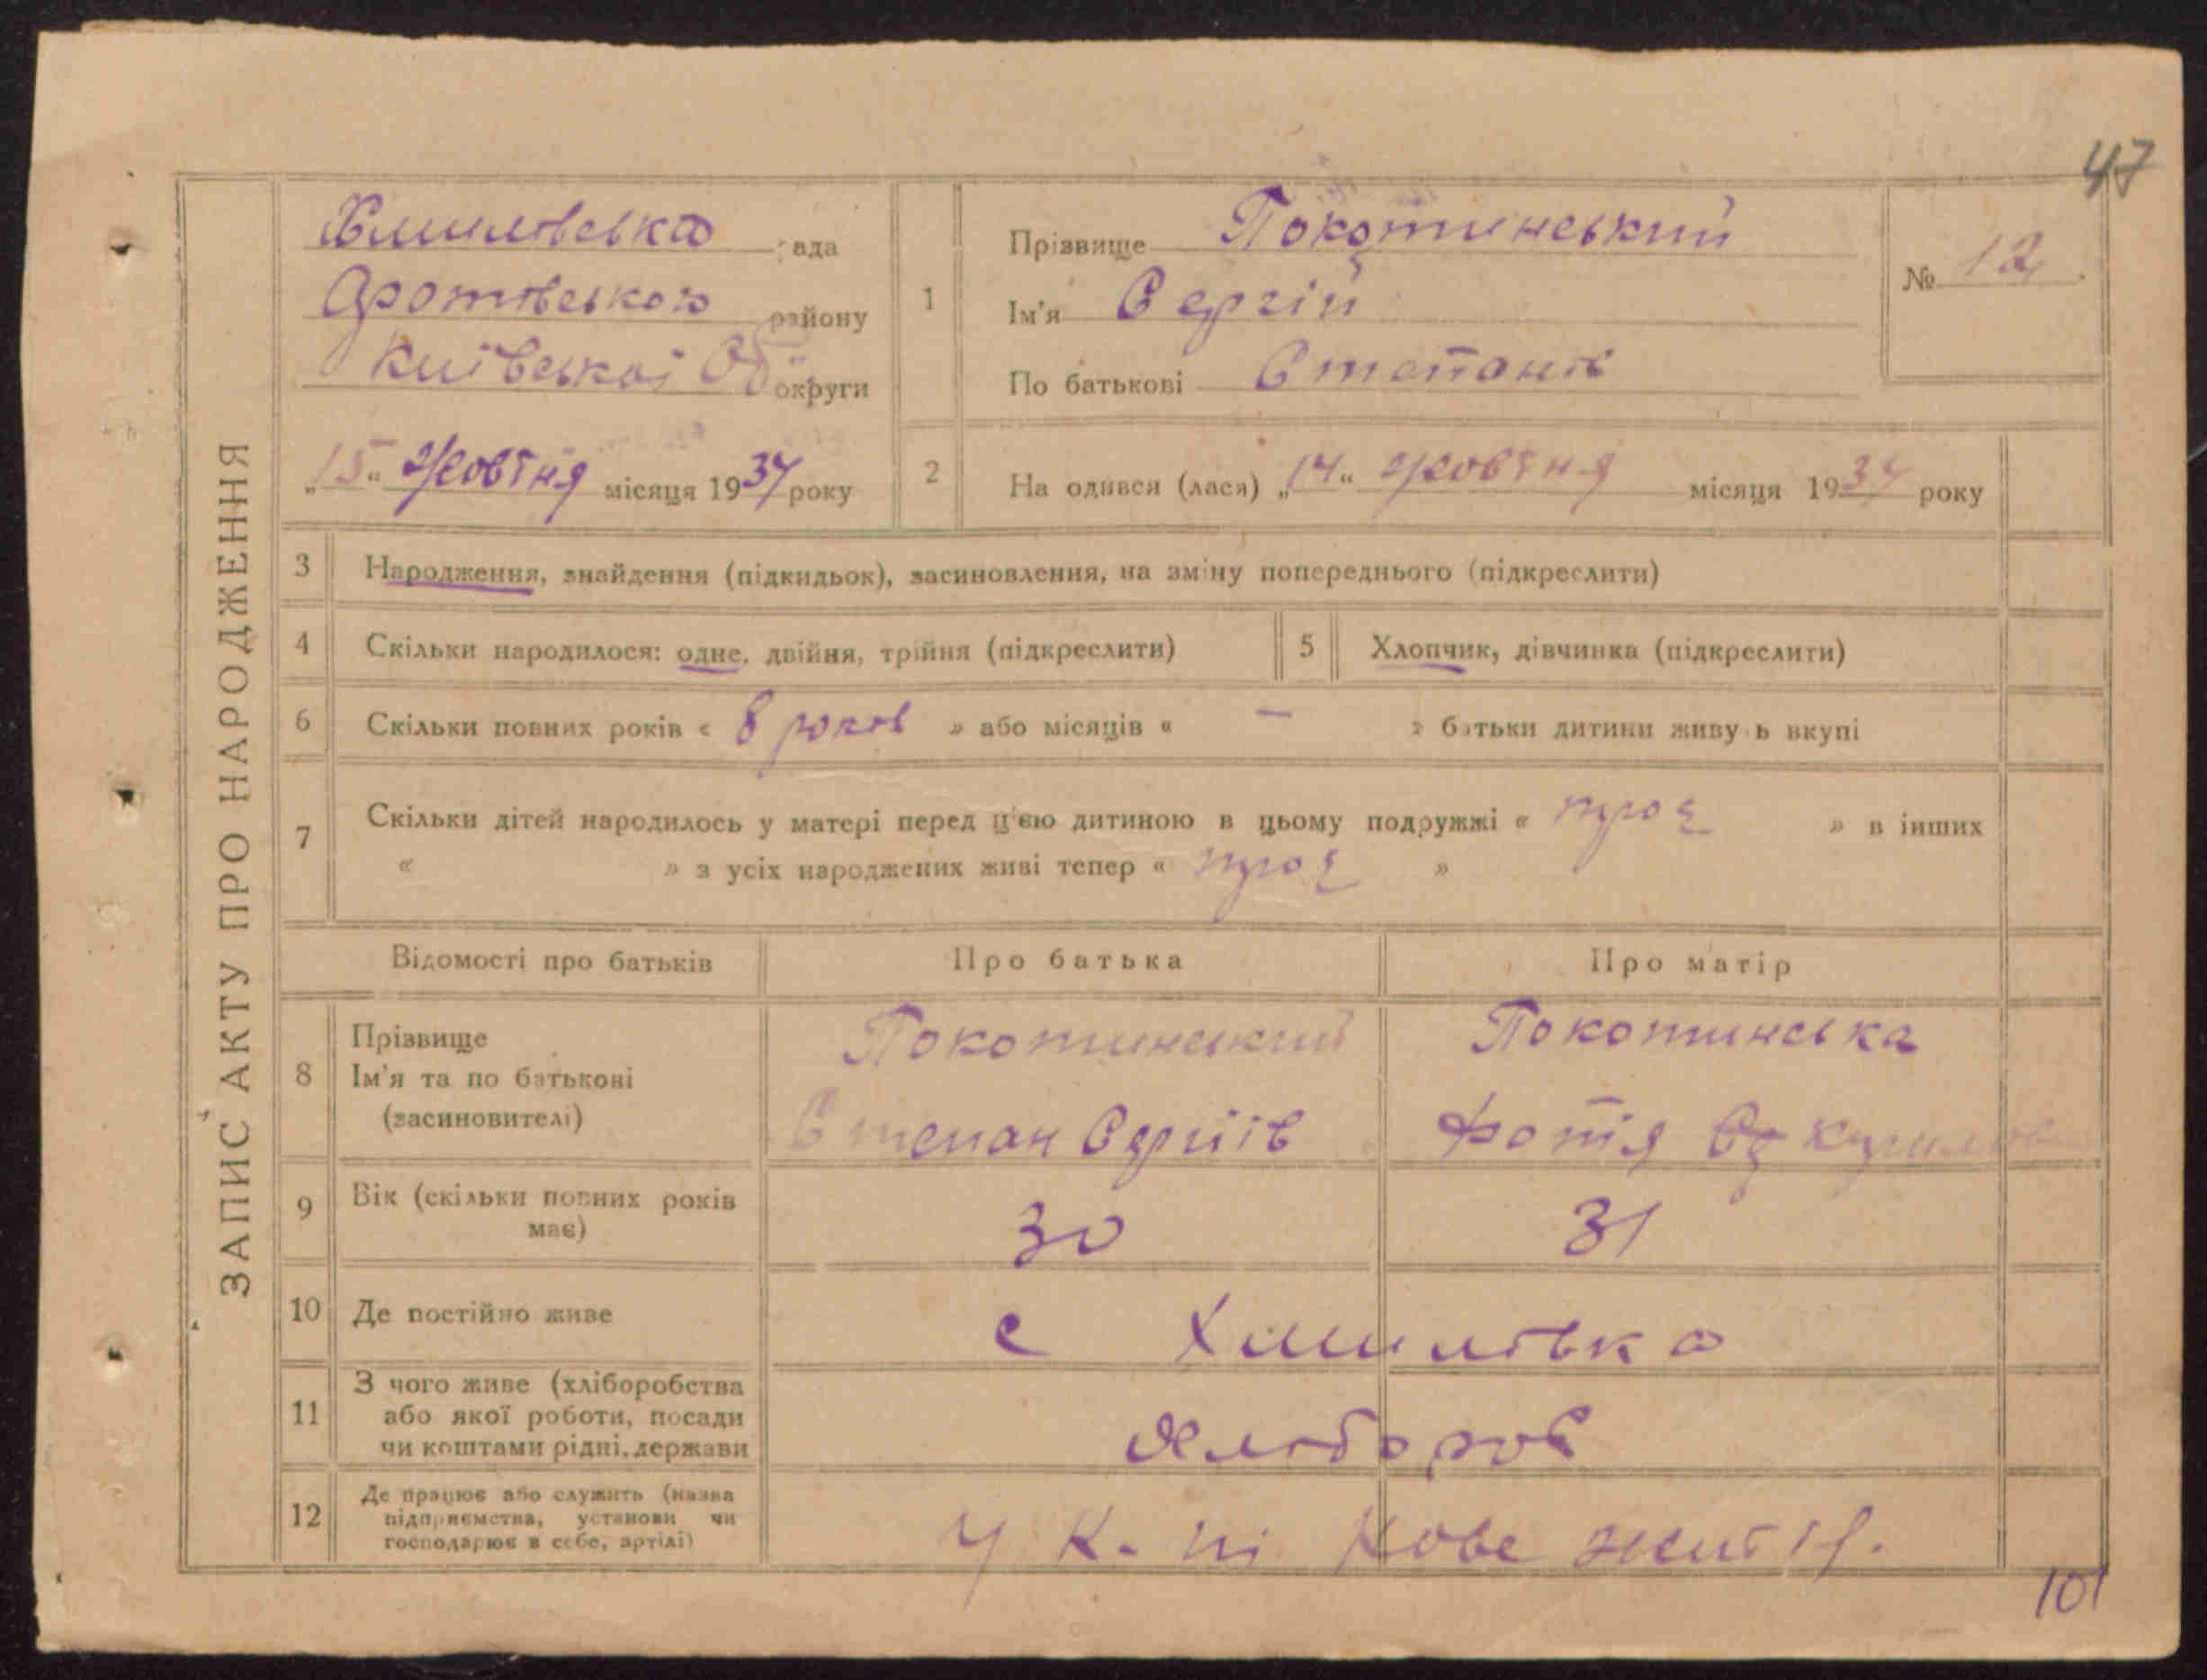 47
ЗАПИС АКТУ ПРО НАРОДЖЕННЯ
Хмилівська рада
району
Київської Об округи
"15" Жовтня місяця 1934 року
1
Прізвище Покотинський
Ім'я Сергій
По батькові Степанів
№ 12
2 На одився (лася) "14" Жовтня місяця 1934 року
3 Народження, знайдення (підкидьок), засиновлення, на зміну попереднього (підкреслити)
4 Скільки народилося: одне, двійня, трійня (підкреслити)
5 Хлопчик, дівчинка (підкреслити)
6 Скільки повних років « 8 років » або місяців « — » батьки дитини живу ь вкупі
7 Скільки дітей народилось у матері перед ц'єю дитиною в цьому подружжі « троє » в інших
« » з усіх народжених живі тепер « троє »
Відомості про батьків Про батька Про матір
8 Прізвище Покотинський Покотинська
Ім'я та по батькові
(засиновителі) Степан Фотія
9 Вік (скільки повних років має) 30 31
10 Де постійно живе с Хмилівка
11 З чого живе (хліборобства
або якої роботи, посади
чи коштами рідні, держави Хлібороб
12 Де працює або служить (назва
підприємства, установи чи
господарює в себе, артілі) У К-пі Нове життя.
101